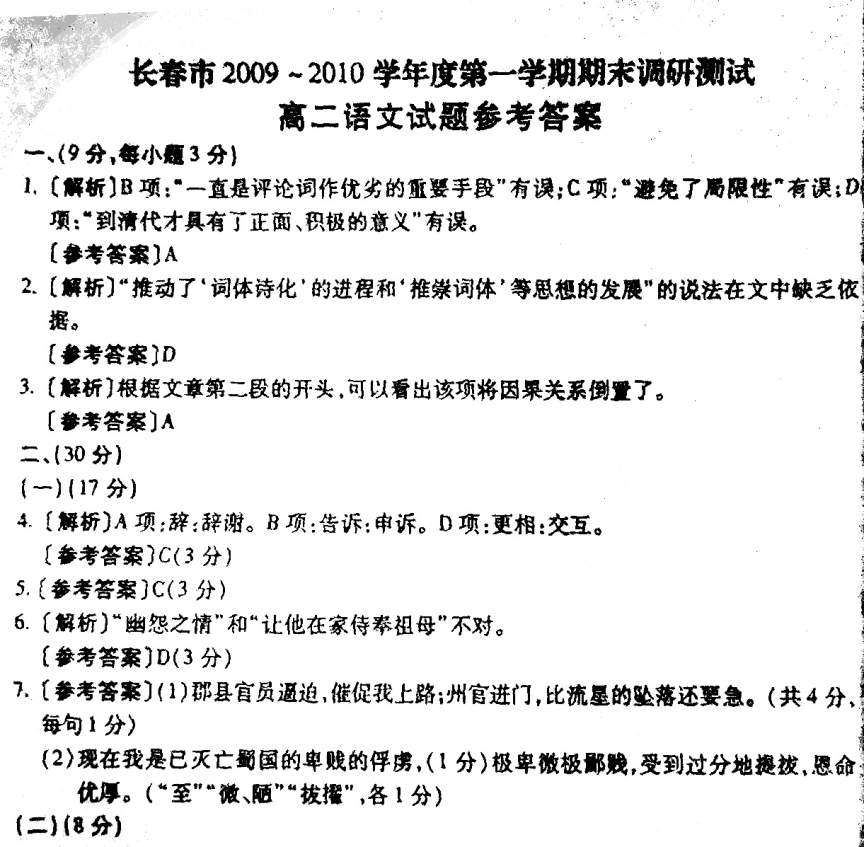 长春市2009~2010学年度第一学期期末调研测试
高二语文试题参考答案
一、(9分,每小题3分)
1.〔解析〕B项:“一直是评论词作优劣的重要手段”有误;C项:“避免了局限性”有误;D
项:“到清代才具有了正面、积极的意义”有误。
〔参考答案〕A
2.〔解析〕“推动了‘词体诗化’的进程和‘推崇词体’等思想的发展”的说法在文中缺乏依
据。
〔参考答案〕D
3.〔解析〕根据文章第二段的开头,可以看出该项将因果关系倒置了。
〔参考答案〕A
二、(30分)
(一)(17分)
4.〔解析〕A项:辞:辞谢。B项:告诉:申诉。D项:更相:交互。
〔参考答案〕C(3分)
5.〔参考答案〕C(3分)
6.〔解析〕“幽怨之情”和“让他在家侍奉祖母”不对。
〔参考答案〕D(3分)
7.〔参考答案〕(1)郡县官员逼迫,催促我上路;州官进门,比流星的坠落还要急。(共4分,
每句1分)
(2)现在我是已灭亡蜀国的卑贱的俘虏,(1分)极卑微极鄙贱,受到过分地提拔,恩命
优厚。(“至”“微、陋”“拔擢”,各1分)
(二)(8分)